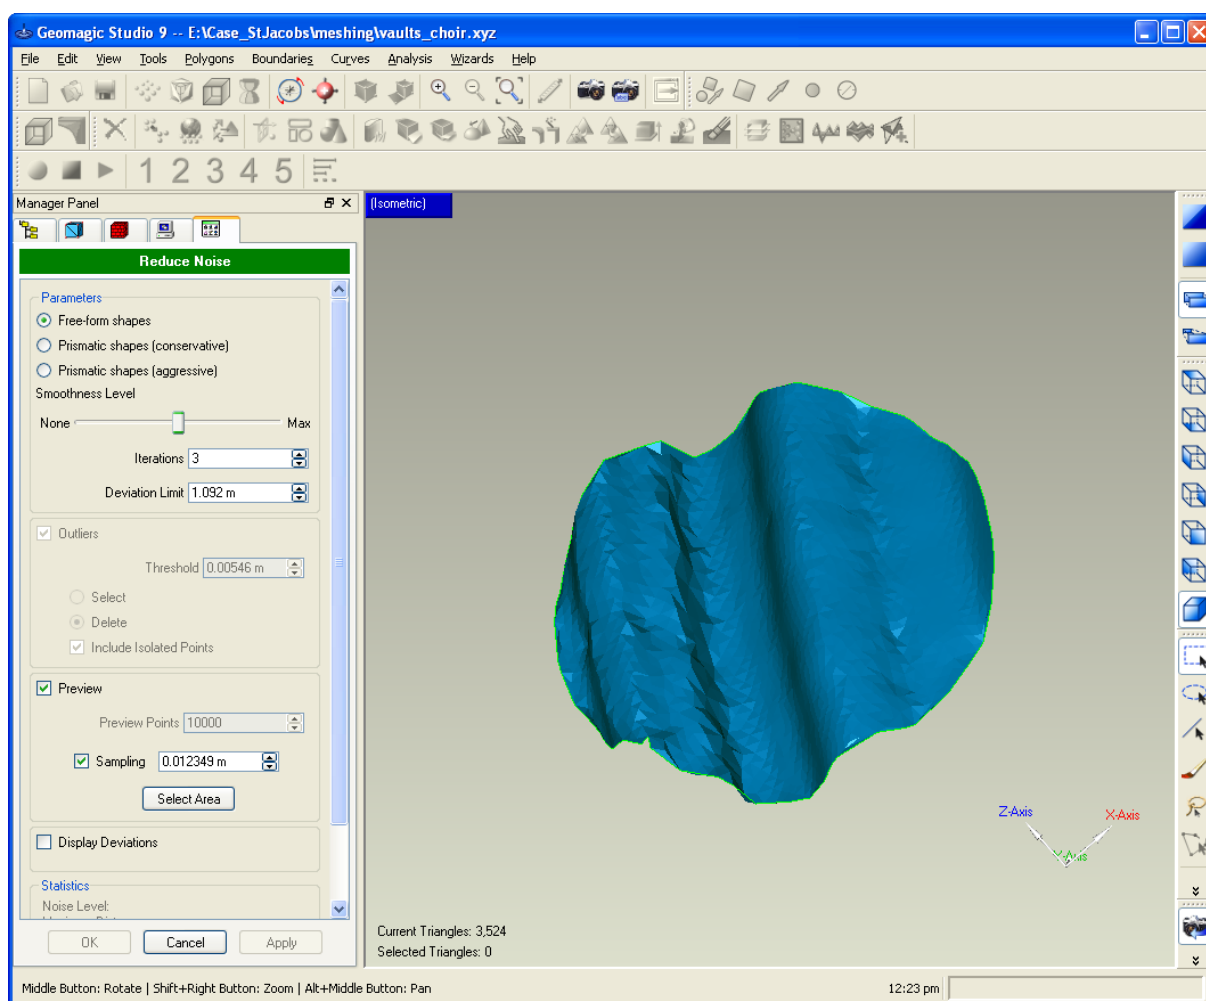 Geomagic Studio 9 -- E:\Case_StJacobs\meshing\vaults_choir.xyz
File Edit View Tools Polygons Boundaries Curves Analysis Wizards Help
1 2 3 4 5
Manager Panel
(Isometric)
Reduce Noise
Parameters
Free-form shapes
Prismatic shapes (conservative)
Prismatic shapes (aggressive)
Smoothness Level
None Max
Iterations 3
Deviation Limit 1.092 m
Outliers
Threshold 0.00546 m
Select
Delete
Include Isolated Points
Preview
Preview Points 10000
Sampling 0.012349 m
Select Area
Display Deviations
Statistics
Noise Level:
OK Cancel Apply
Z-Axis X-Axis
Y-Axis
Current Triangles: 3,524
Selected Triangles: 0
Middle Button: Rotate | Shift+Right Button: Zoom | Alt+Middle Button: Pan
12:23 pm